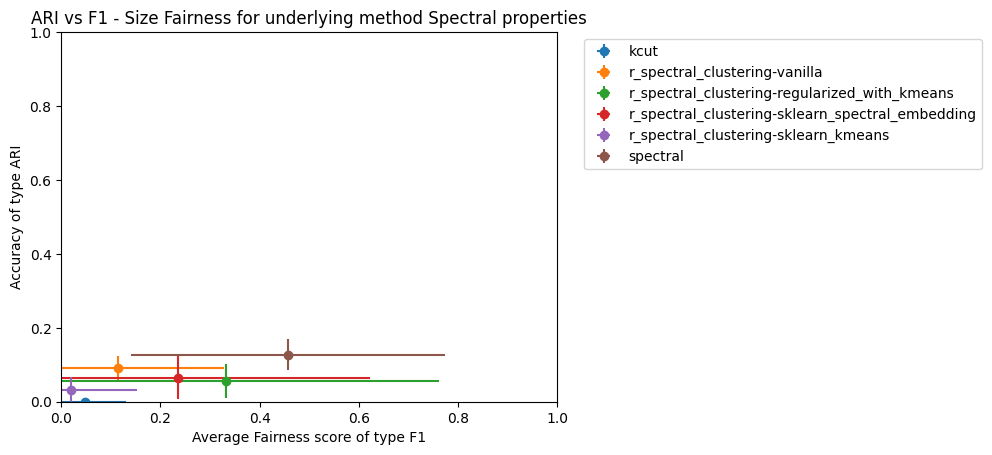 ARI vs F1 - Size Fairness for underlying method Spectral properties
1.0
0.8
0.6
0.4
0.2
0.0
Accuracy of type ARI
0.0 0.2 0.4 0.6 0.8 1.0
Average Fairness score of type F1
kcut
r_spectral_clustering-vanilla
r_spectral_clustering-regularized_with_kmeans
r_spectral_clustering-sklearn_spectral_embedding
r_spectral_clustering-sklearn_kmeans
spectral